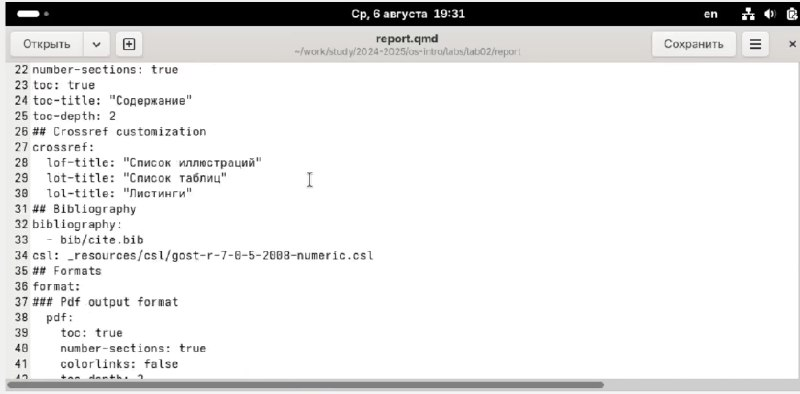 Ср, 6 августа 19:31
en
Открыть
report.qmd
~/work/study/2024-2025/os-intro/labs/lab02/report
Сохранить
22 number-sections: true
23 toc: true
24 toc-title: "Содержание"
25 toc-depth: 2
26 ## Crossref customization
27 crossref:
28   lof-title: "Список иллюстраций"
29   lot-title: "Список таблиц"
30   lol-title: "Листинги"
31 ## Bibliography
32 bibliography:
33   - bib/cite.bib
34 csl: _resources/csl/gost-r-7-0-5-2008-numeric.csl
35 ## Formats
36 format:
37 ### Pdf output format
38   pdf:
39     toc: true
40     number-sections: true
41     colorlinks: false
42     toc-depth: 2